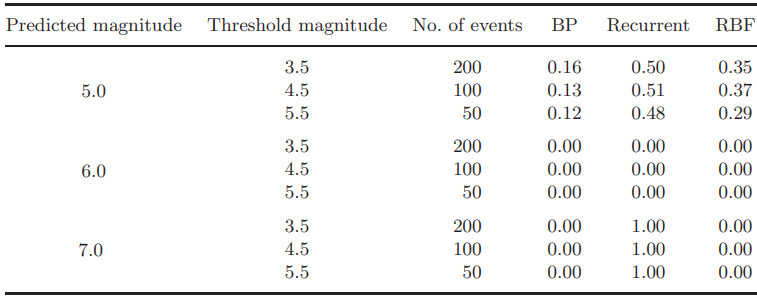 Predicted magnitude Threshold magnitude No. of events BP Recurrent RBF
3.5 200 0.16 0.50 0.35
5.0 4.5 100 0.13 0.51 0.37
5.5 50 0.12 0.48 0.29
3.5 200 0.00 0.00 0.00
6.0 4.5 100 0.00 0.00 0.00
5.5 50 0.00 0.00 0.00
3.5 200 0.00 1.00 0.00
7.0 4.5 100 0.00 1.00 0.00
5.5 50 0.00 1.00 0.00